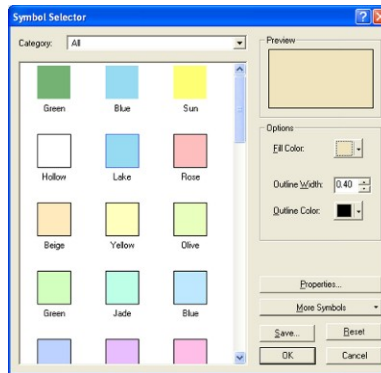 Symbol Selector
Category: All
Green Blue Sun
Hollow Lake Rose
Beige Yellow Olive
Green Jade Blue
Preview
Options
Fill Color:
Outline Width: 0.40
Outline Color:
Properties...
More Symbols
Save... Reset
OK Cancel